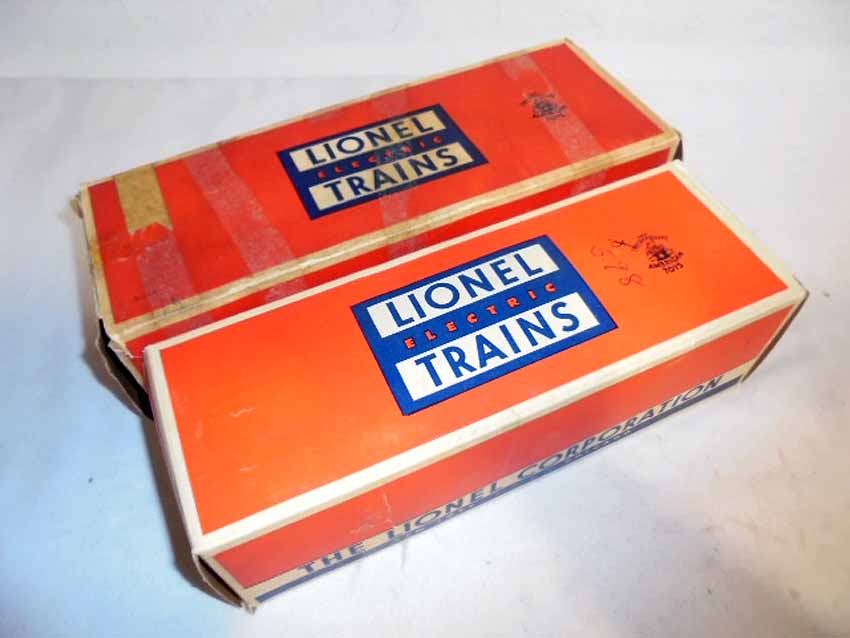 LIONEL
ELECTRIC
TRAINS
LIONEL
ELECTRIC
TRAINS
AMERICAN
TOYS
THE LIONEL CORPORATION